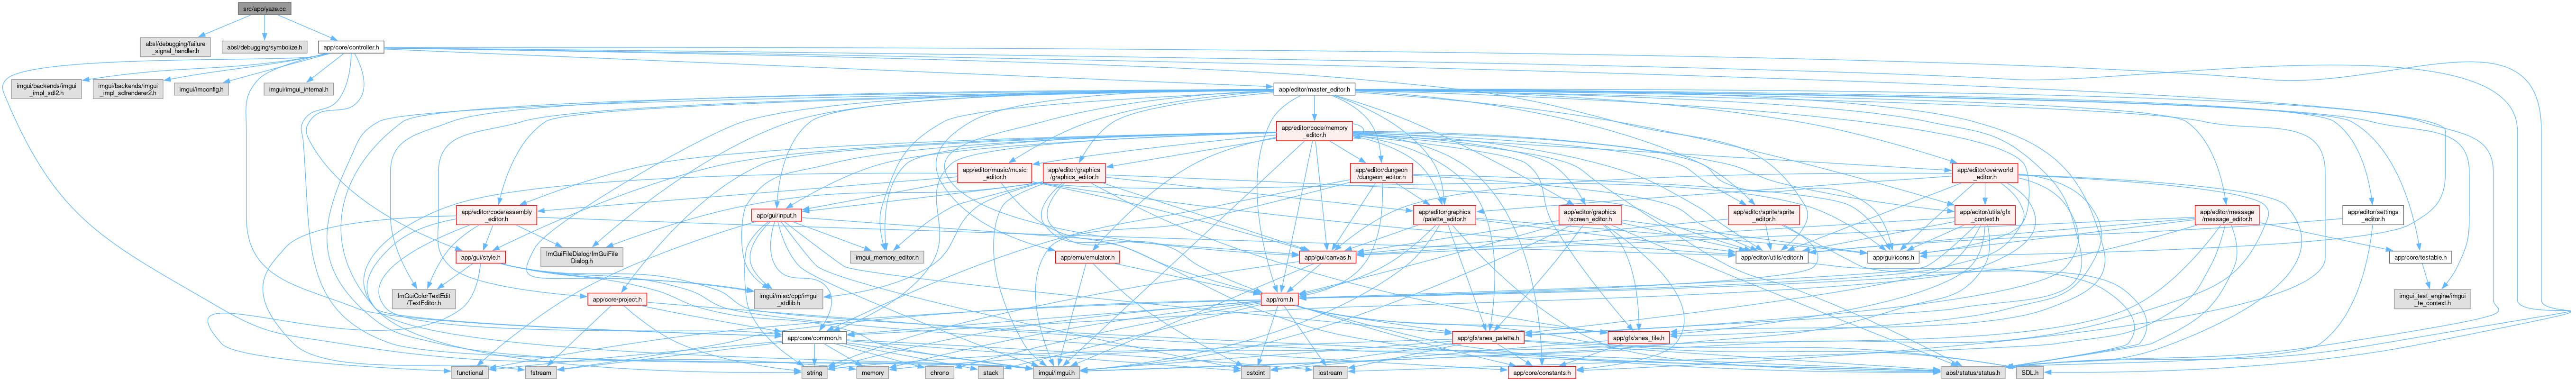 src/app/yaze.cc
absl/debugging/failure
_signal_handler.h
absl/debugging/symbolize.h
app/core/controller.h
imgui/backends/imgui
_impl_sdl2.h
imgui/backends/imgui
_impl_sdlrenderer2.h
imgui/imconfig.h
imgui/imgui_internal.h
app/editor/master_editor.h
app/editor/code/memory
_editor.h
app/editor/music/music
_editor.h
app/editor/graphics
/graphics_editor.h
app/editor/dungeon
/dungeon_editor.h
app/editor/overworld
_editor.h
app/editor/code/assembly
_editor.h
app/gui/input.h
app/editor/graphics
/palette_editor.h
app/editor/graphics
/screen_editor.h
app/editor/sprite/sprite
_editor.h
app/editor/utils/gfx
_context.h
app/editor/message
/message_editor.h
app/editor/settings
_editor.h
app/gui/style.h
ImGuiFileDialog/ImGuiFile
Dialog.h
imgui_memory_editor.h
app/emu/emulator.h
app/gui/canvas.h
app/editor/utils/editor.h
app/gui/icons.h
app/core/testable.h
ImGuiColorTextEdit
/TextEditor.h
app/core/project.h
imgui/misc/cpp/imgui
_stdlib.h
app/rom.h
imgui_test_engine/imgui
_te_context.h
app/core/common.h
app/gfx/snes_palette.h
app/gfx/snes_tile.h
functional
fstream
string
memory
chrono
stack
imgui/imgui.h
cstdint
iostream
app/core/constants.h
absl/status/status.h
SDL.h